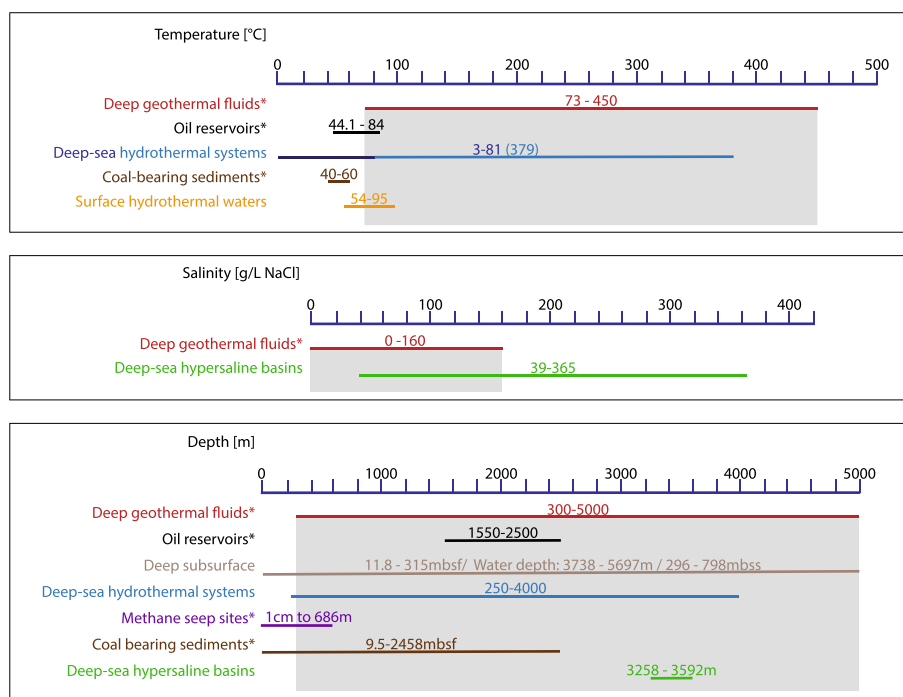 Temperature [°C]
0 100 200 300 400 500
Deep geothermal fluids* 73 - 450
Oil reservoirs* 44.1 - 84
Deep-sea hydrothermal systems 3-81 (379)
Coal-bearing sediments* 40-60
Surface hydrothermal waters 54-95
Salinity [g/L NaCl]
0 100 200 300 400
Deep geothermal fluids* 0 -160
Deep-sea hypersaline basins 39-365
Depth [m]
0 1000 2000 3000 4000 5000
Deep geothermal fluids* 300-5000
Oil reservoirs* 1550-2500
Deep subsurface 11.8 - 315mbsf/ Water depth: 3738 - 5697m / 296 - 798mbss
Deep-sea hydrothermal systems 250-4000
Methane seep sites* 1cm to 686m
Coal bearing sediments* 9.5-2458mbsf
Deep-sea hypersaline basins 3258 - 3592m